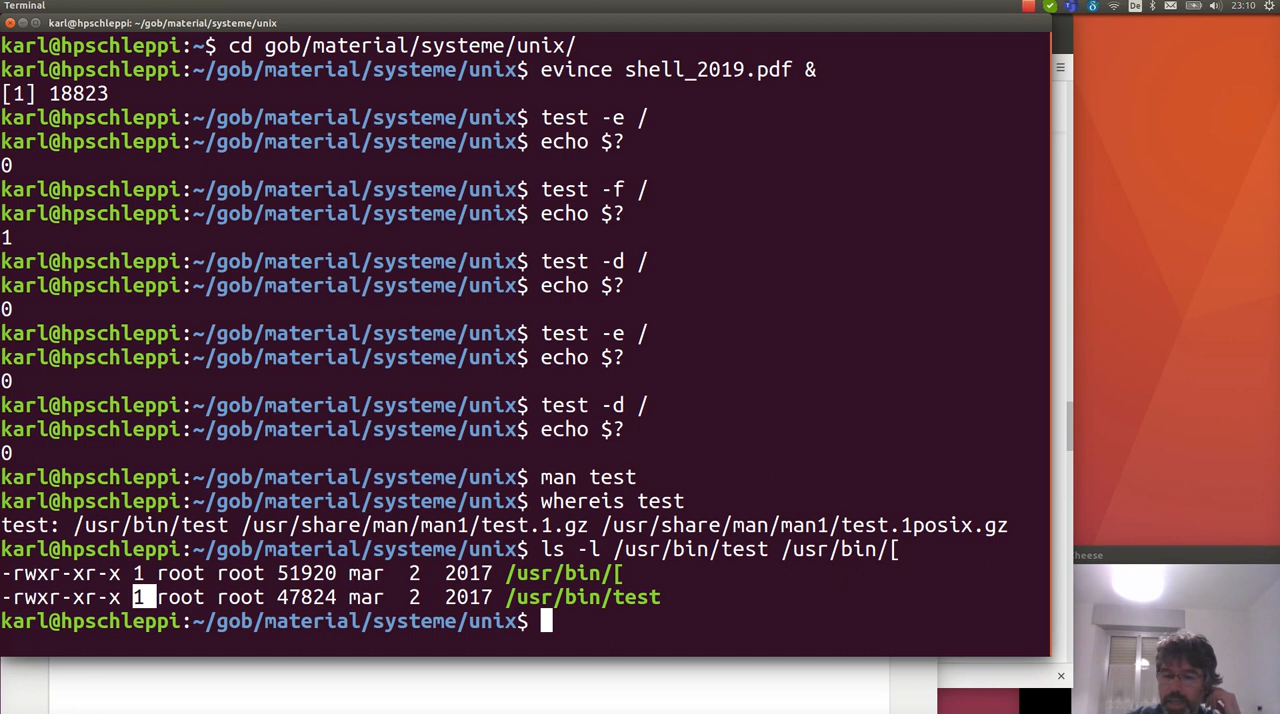 Terminal
De
23:10
karl@hpschleppi: ~/gob/material/systeme/unix
karl@hpschleppi:~$ cd gob/material/systeme/unix/
karl@hpschleppi:~/gob/material/systeme/unix$ evince shell_2019.pdf &
[1] 18823
karl@hpschleppi:~/gob/material/systeme/unix$ test -e /
karl@hpschleppi:~/gob/material/systeme/unix$ echo $?
0
karl@hpschleppi:~/gob/material/systeme/unix$ test -f /
karl@hpschleppi:~/gob/material/systeme/unix$ echo $?
1
karl@hpschleppi:~/gob/material/systeme/unix$ test -d /
karl@hpschleppi:~/gob/material/systeme/unix$ echo $?
0
karl@hpschleppi:~/gob/material/systeme/unix$ test -e /
karl@hpschleppi:~/gob/material/systeme/unix$ echo $?
0
karl@hpschleppi:~/gob/material/systeme/unix$ test -d /
karl@hpschleppi:~/gob/material/systeme/unix$ echo $?
0
karl@hpschleppi:~/gob/material/systeme/unix$ man test
karl@hpschleppi:~/gob/material/systeme/unix$ whereis test
test: /usr/bin/test /usr/share/man/man1/test.1.gz /usr/share/man/man1/test.1posix.gz
karl@hpschleppi:~/gob/material/systeme/unix$ ls -l /usr/bin/test /usr/bin/[
-rwxr-xr-x 1 root root 51920 mar  2  2017 /usr/bin/[
-rwxr-xr-x 1 root root 47824 mar  2  2017 /usr/bin/test
karl@hpschleppi:~/gob/material/systeme/unix$
Cheese